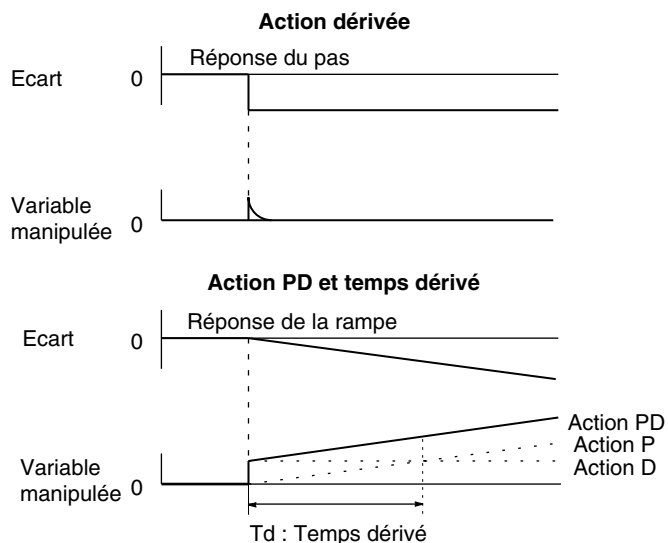 Action dérivée
Réponse du pas
Ecart 0
Variable
manipulée 0
Action PD et temps dérivé
Réponse de la rampe
Ecart 0
Action PD
Action P
Action D
Variable
manipulée 0
Td : Temps dérivé